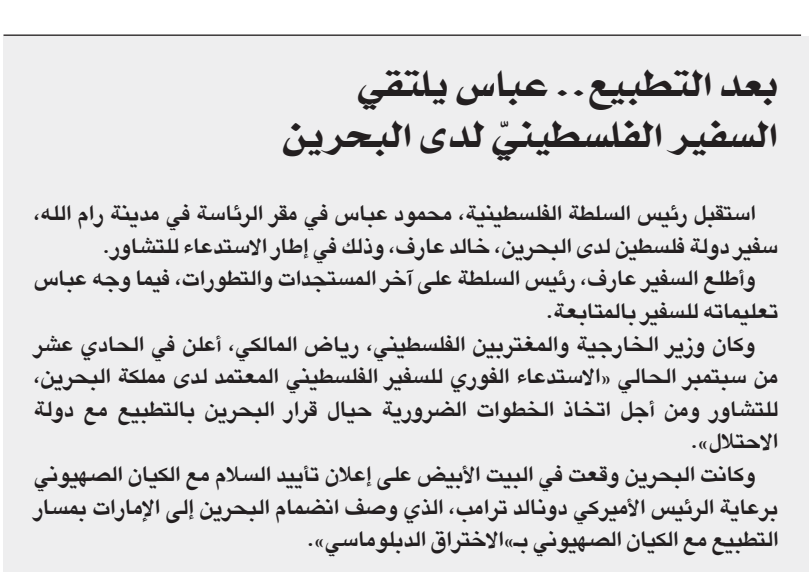 بعد التطبيع.. عباس يلتقي
السفير الفلسطينيّ لدى البحرين
استقبل رئيس السلطة الفلسطينية، محمود عباس في مقر الرئاسة في مدينة رام الله،
سفير دولة فلسطين لدى البحرين، خالد عارف، وذلك في إطار الاستدعاء للتشاور.
وأطلع السفير عارف، رئيس السلطة على آخر المستجدات والتطورات، فيما وجه عباس
تعليماته للسفير بالمتابعة.
وكان وزير الخارجية والمغتربين الفلسطيني، رياض المالكي، أعلن في الحادي عشر
من سبتمبر الحالي «الاستدعاء الفوري للسفير الفلسطيني المعتمد لدى مملكة البحرين،
للتشاور ومن أجل اتخاذ الخطوات الضرورية حيال قرار البحرين بالتطبيع مع دولة
الاحتلال».
وكانت البحرين وقعت في البيت الأبيض على إعلان تأييد السلام مع الكيان الصهيوني
برعاية الرئيس الأميركي دونالد ترامب، الذي وصف انضمام البحرين إلى الإمارات بمسار
التطبيع مع الكيان الصهيوني بـ»الاختراق الدبلوماسي».